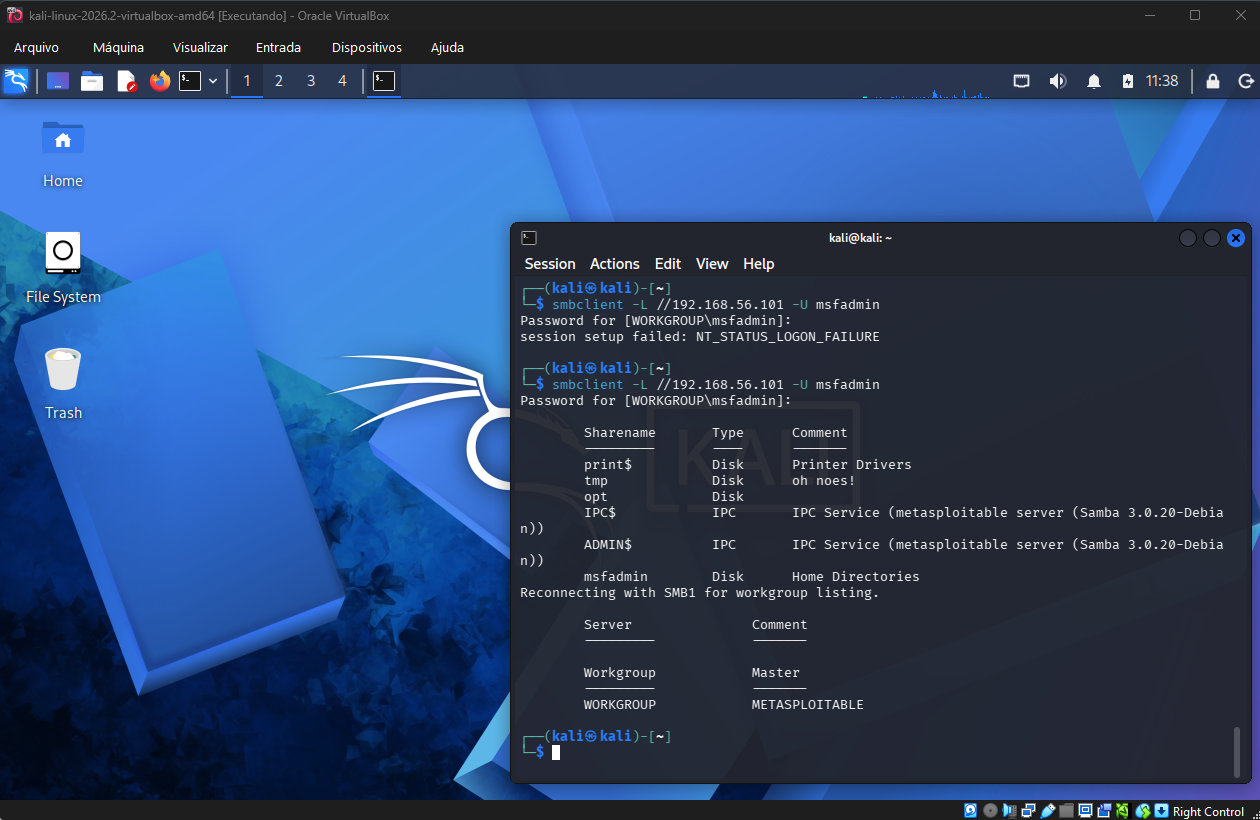 kali-linux-2026.2-virtualbox-amd64 [Executando] - Oracle VirtualBox
Arquivo Máquina Visualizar Entrada Dispositivos Ajuda
1 2 3 4 11:38
Home
File System
Trash
kali@kali: ~
Session Actions Edit View Help
┌──(kali㉿kali)-[~]
└─$ smbclient -L //192.168.56.101 -U msfadmin
Password for [WORKGROUP\msfadmin]:
session setup failed: NT_STATUS_LOGON_FAILURE
┌──(kali㉿kali)-[~]
└─$ smbclient -L //192.168.56.101 -U msfadmin
Password for [WORKGROUP\msfadmin]:
Sharename Type Comment
--------- ---- -------
print$ Disk Printer Drivers
tmp Disk oh noes!
opt Disk
IPC$ IPC IPC Service (metasploitable server (Samba 3.0.20-Debia
n))
ADMIN$ IPC IPC Service (metasploitable server (Samba 3.0.20-Debia
n))
msfadmin Disk Home Directories
Reconnecting with SMB1 for workgroup listing.
Server Comment
--------- -------
Workgroup Master
--------- -------
WORKGROUP METASPLOITABLE
┌──(kali㉿kali)-[~]
└─$
KALI
Right Control